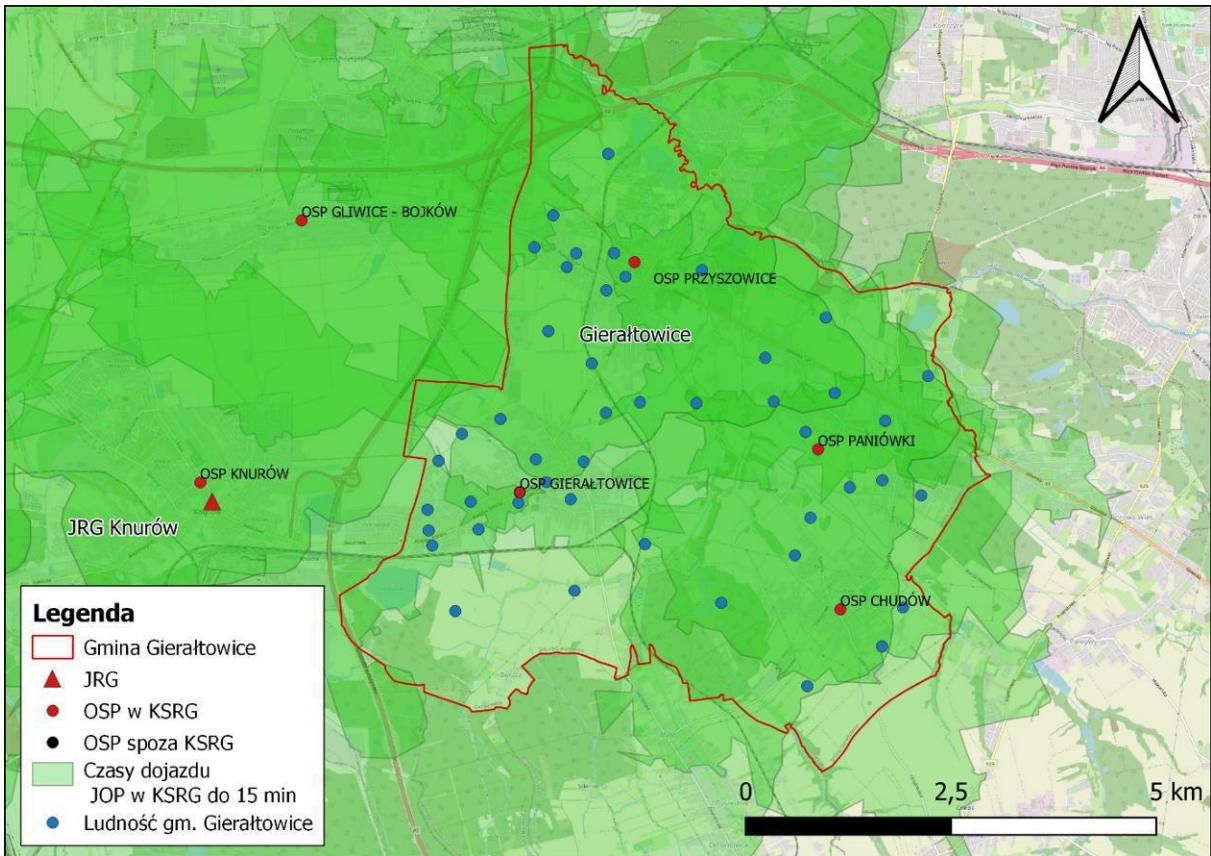 OSP GLIWICE - BOJKÓW
OSP PRZYSZOWICE
Gierałtowice
OSP PANIÓWKI
OSP KNURÓW
OSP GIERAŁTOWICE
JRG Knurów
OSP CHUDÓW
Legenda
Gmina Gierałtowice
JRG
OSP w KSRG
OSP spoza KSRG
Czasy dojazdu
JOP w KSRG do 15 min
Ludność gm. Gierałtowice
0 2,5 5 km